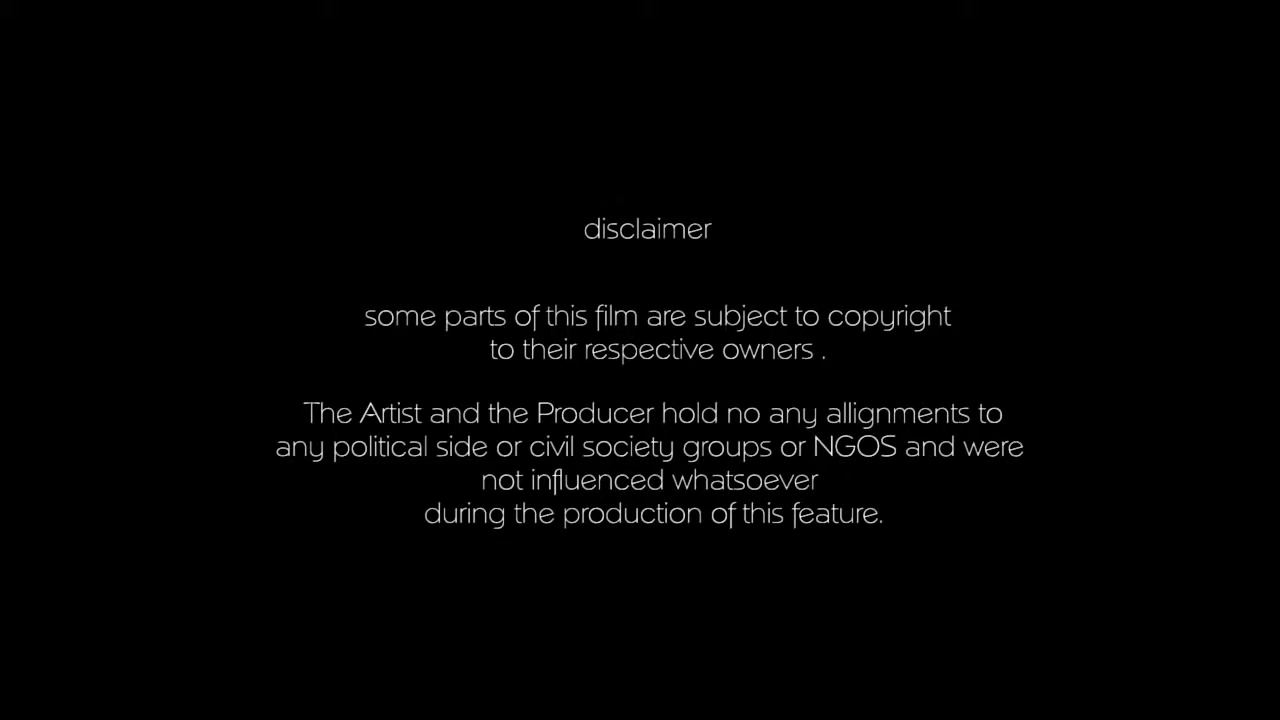 disclaimer
some parts of this film are subject to copyright
to their respective owners .
The Artist and the Producer hold no any allignments to
any political side or civil society groups or NGOS and were
not influenced whatsoever
during the production of this feature.